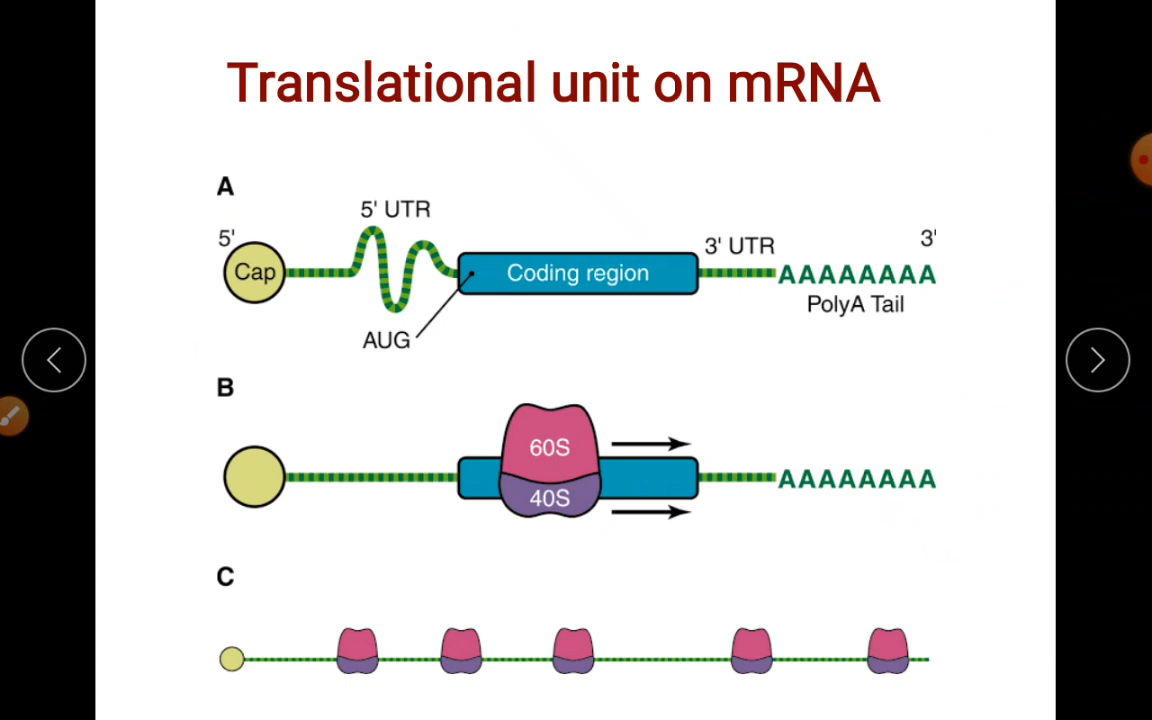 Translational unit on mRNA
A
5' UTR
5'
3' UTR
3'
Cap
Coding region
AAAAAAAA
PolyA Tail
AUG
B
60S
40S
AAAAAAAA
C